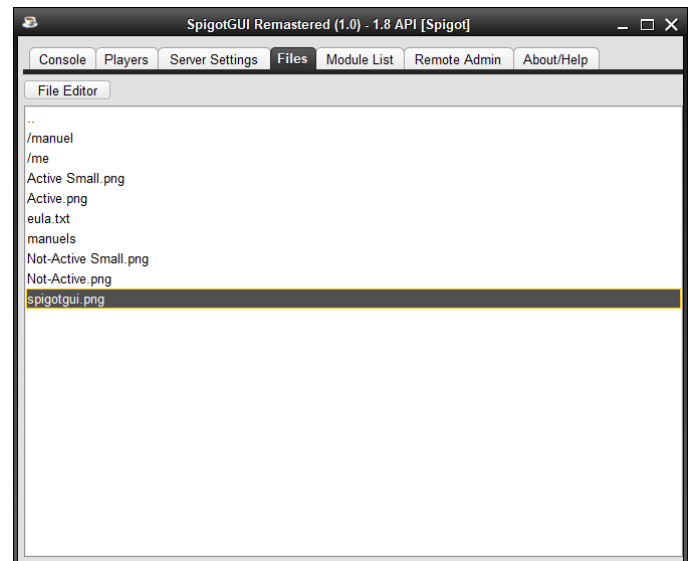 SpigotGUI Remastered (1.0) - 1.8 API [Spigot]
Console Players Server Settings Files Module List Remote Admin About/Help
File Editor
..
/manuel
/me
Active Small.png
Active.png
eula.txt
manuels
Not-Active Small.png
Not-Active.png
spigotgui.png